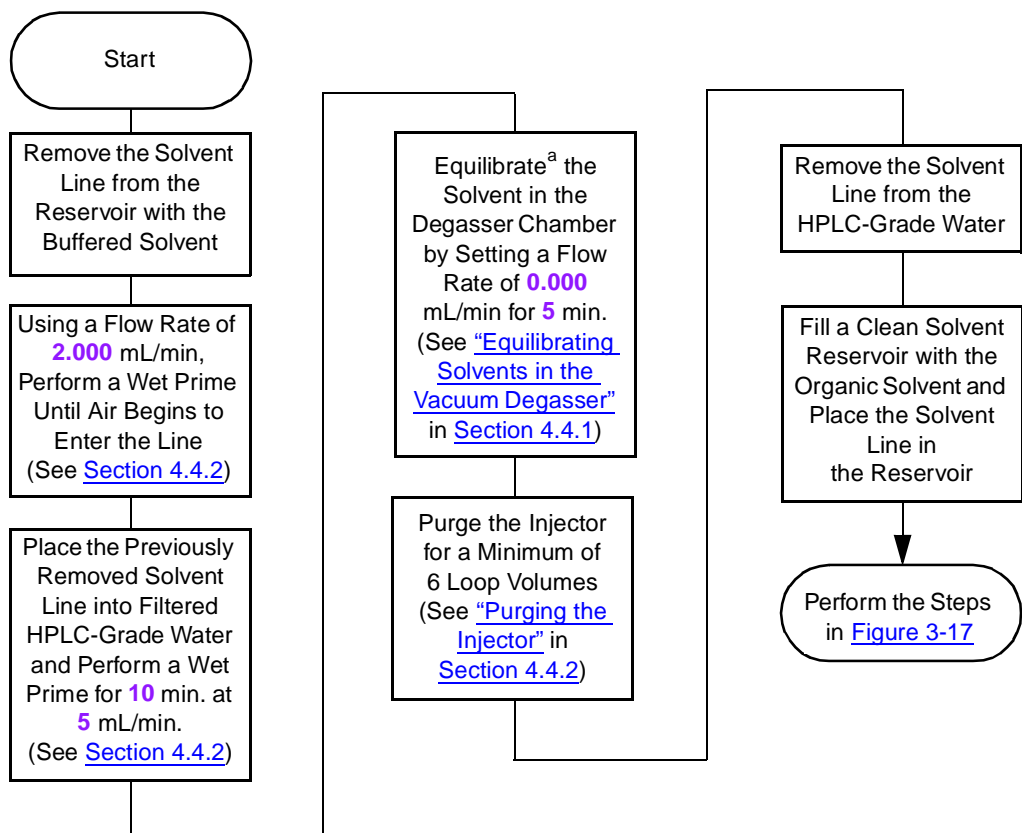 Start
Remove the Solvent
Line from the
Reservoir with the
Buffered Solvent
Using a Flow Rate of
2.000 mL/min,
Perform a Wet Prime
Until Air Begins to
Enter the Line
(See Section 4.4.2)
Place the Previously
Removed Solvent
Line into Filtered
HPLC-Grade Water
and Perform a Wet
Prime for 10 min. at
5 mL/min.
(See Section 4.4.2)
Equilibrateᵃ the
Solvent in the
Degasser Chamber
by Setting a Flow
Rate of 0.000
mL/min for 5 min.
(See “Equilibrating
Solvents in the
Vacuum Degasser”
in Section 4.4.1)
Purge the Injector
for a Minimum of
6 Loop Volumes
(See “Purging the
Injector” in
Section 4.4.2)
Remove the Solvent
Line from the
HPLC-Grade Water
Fill a Clean Solvent
Reservoir with the
Organic Solvent and
Place the Solvent
Line in
the Reservoir
Perform the Steps
in Figure 3-17